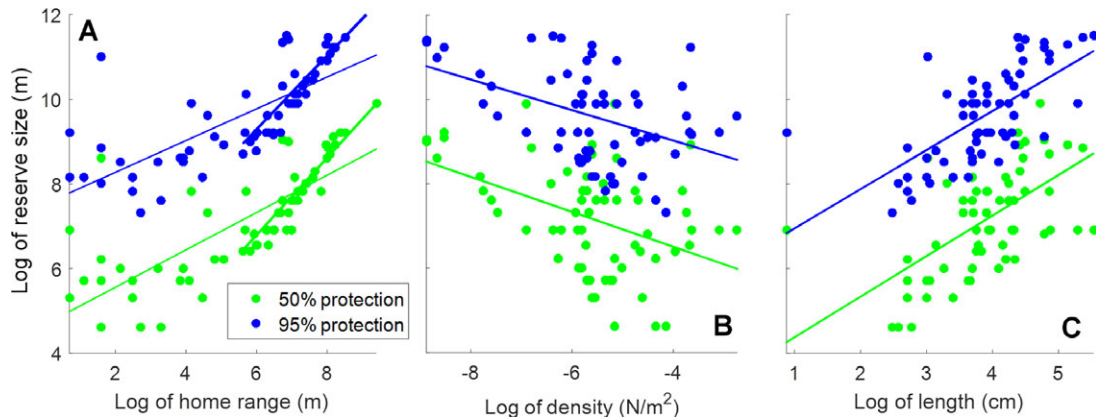 12
10
8
6
4
Log of reserve size (m)
A
50% protection
95% protection
2 4 6 8
Log of home range (m)
B
-8 -6 -4
Log of density (N/m²)
C
1 2 3 4 5
Log of length (cm)